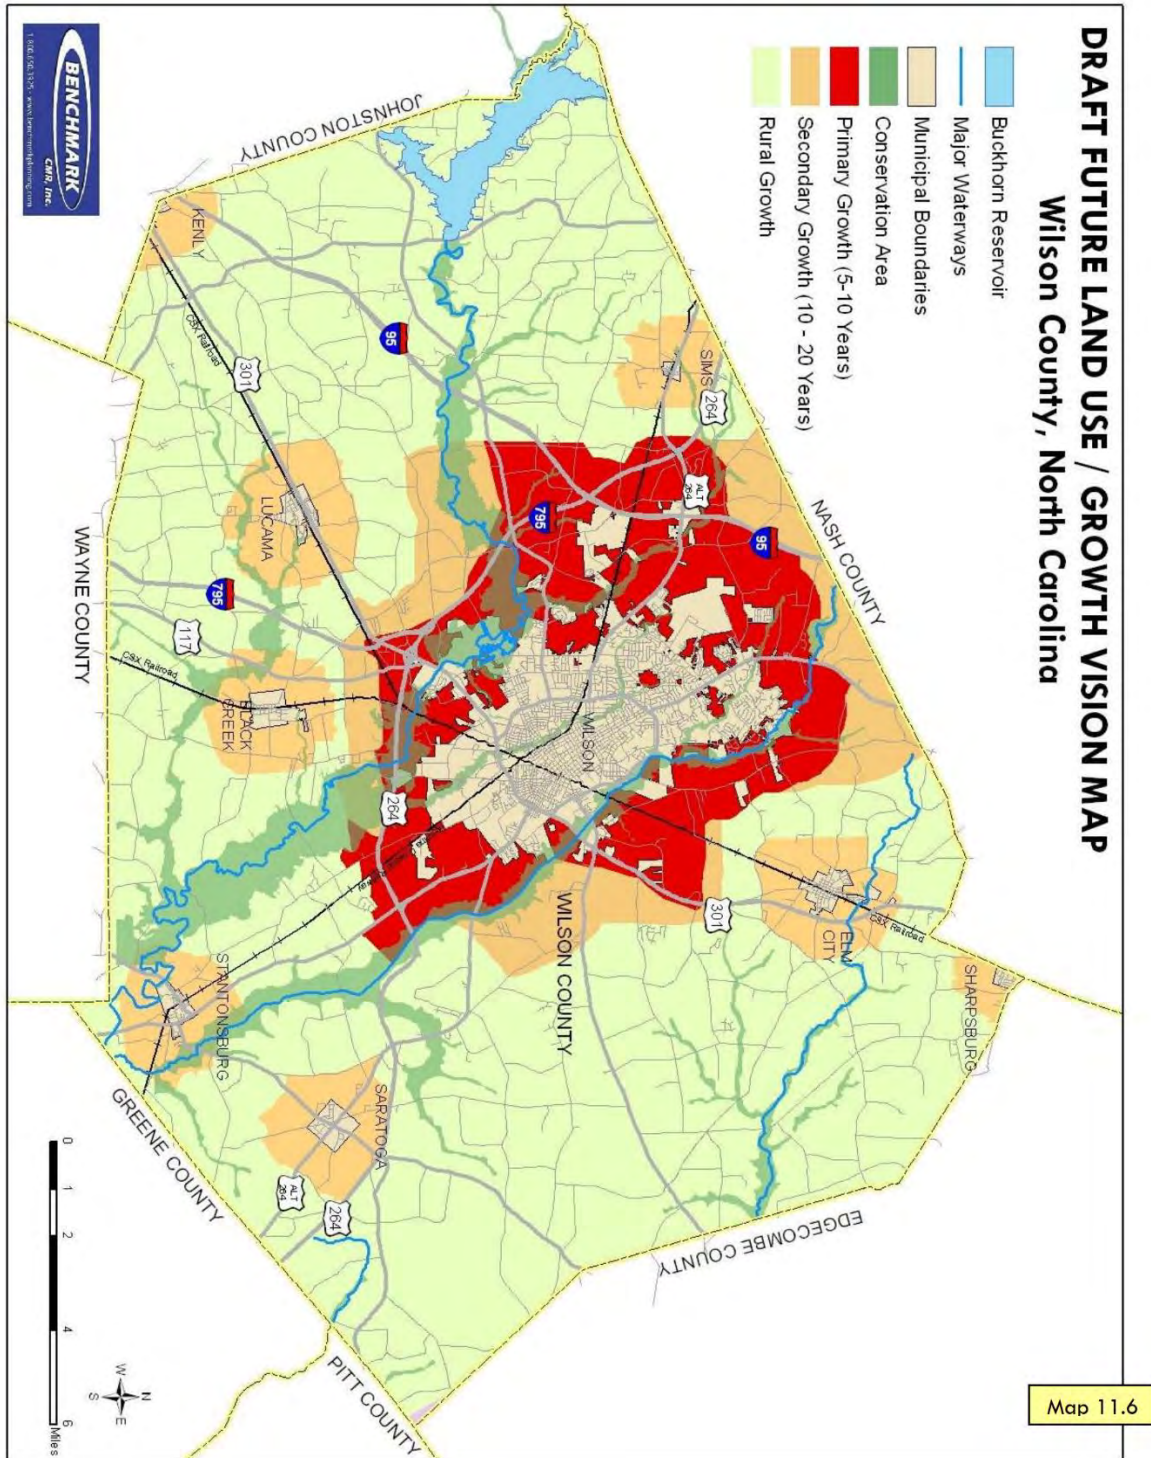 DRAFT FUTURE LAND USE / GROWTH VISION MAP
Wilson County, North Carolina
Buckhorn Reservoir
Major Waterways
Municipal Boundaries
Conservation Area
Primary Growth (5-10 Years)
Secondary Growth (10 - 20 Years)
Rural Growth
BENCHMARK
CMR, Inc.
JOHNSTON COUNTY
NASH COUNTY
KENLY
CSX Railroad
301
95
SIMS
264
ALT
264
95
795
LUCAMA
WAYNE COUNTY
795
117
CSX Railroad
BLACK
CREEK
WILSON
264
WILSON COUNTY
301
ELM
CITY
CSX Railroad
SHARPSBURG
STANTONSBURG
SARATOGA
GREENE COUNTY
ALT
264
264
EDGECOMBE COUNTY
PITT COUNTY
0
1
2
4
6
Miles
N
W
E
S
Map 11.6